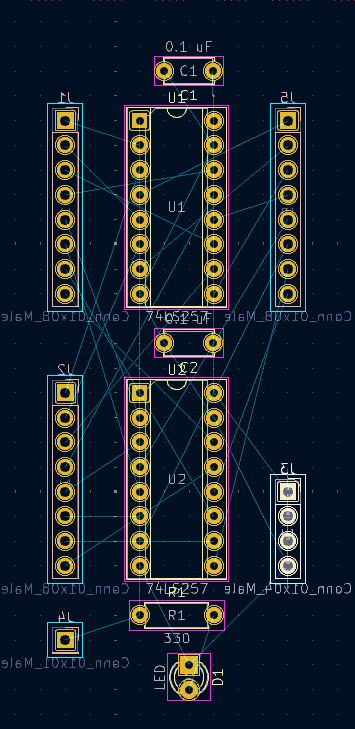 0.1 uF
C1
C1
J1
U1
J5
U1
Conn_01x08_Male
74LS257
Conn_01x08_Male
0.1 uF
C2
J2
U2
U2
J3
Conn_01x08_Male
74LS257
Conn_01x04_Male
R1
J4
R1
330
Conn_01x01_Male
LED
D1